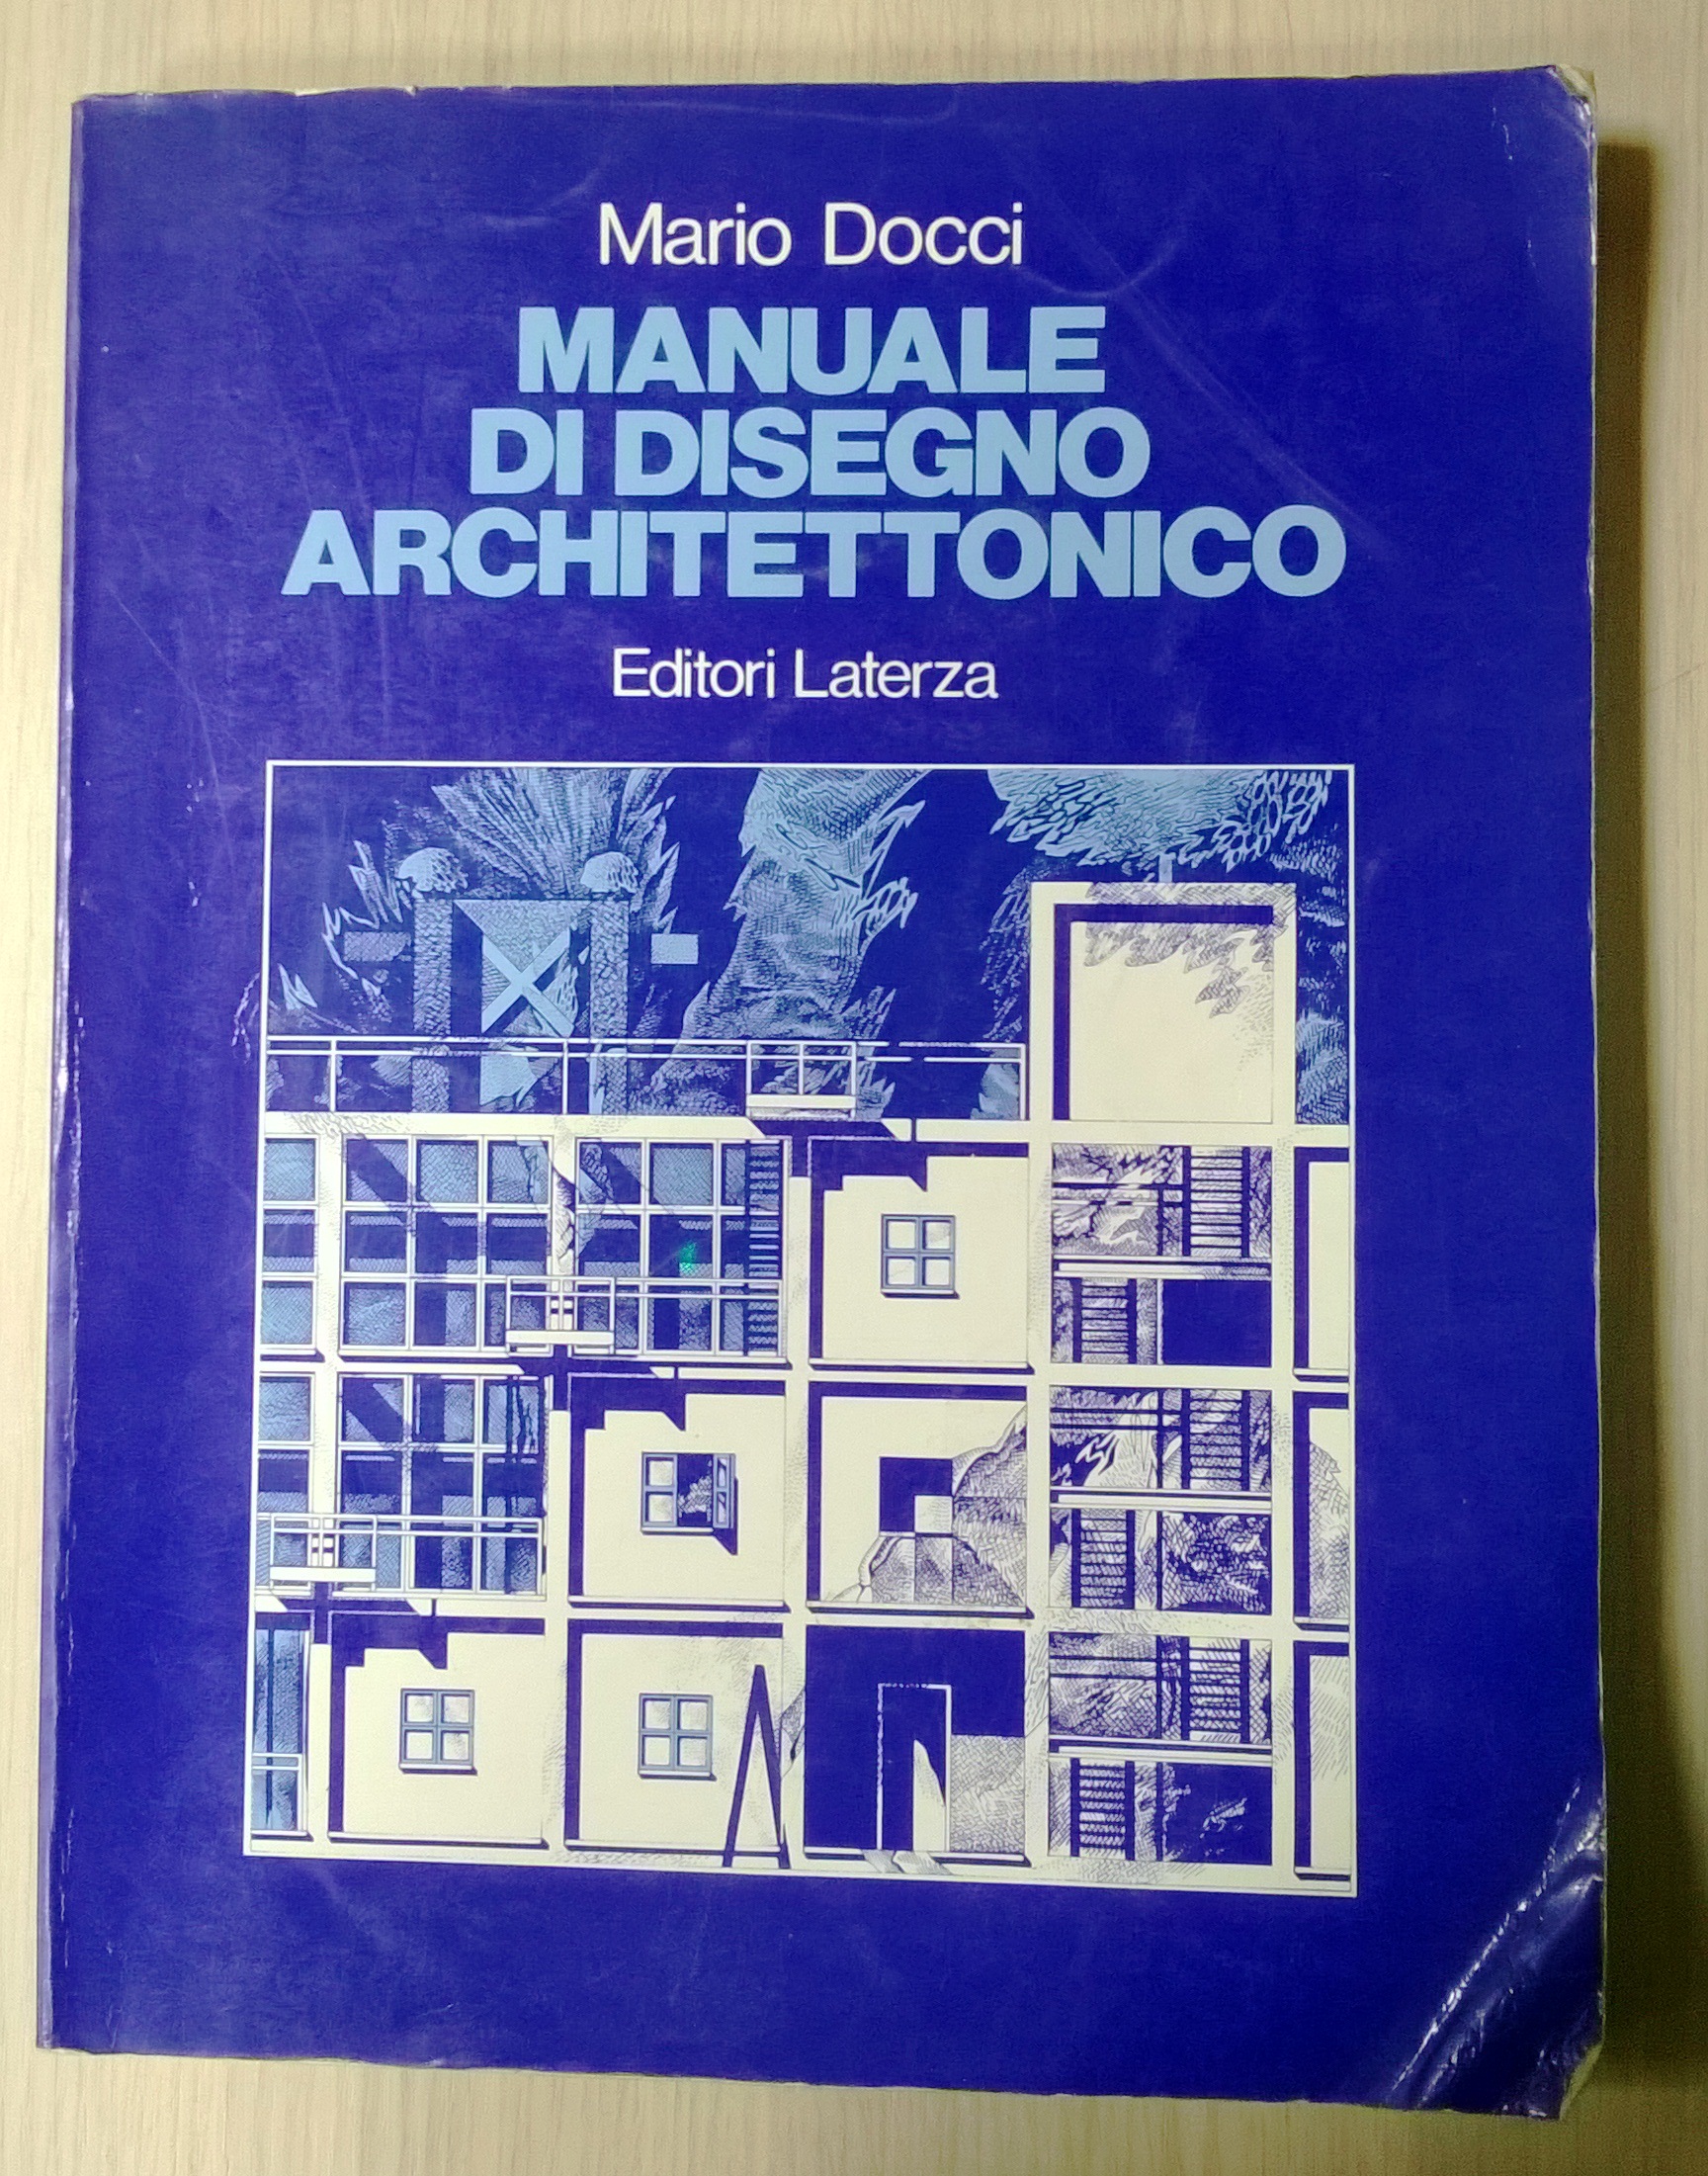 Mario Docci
MANUALE
DI DISEGNO
ARCHITETTONICO
Editori Laterza